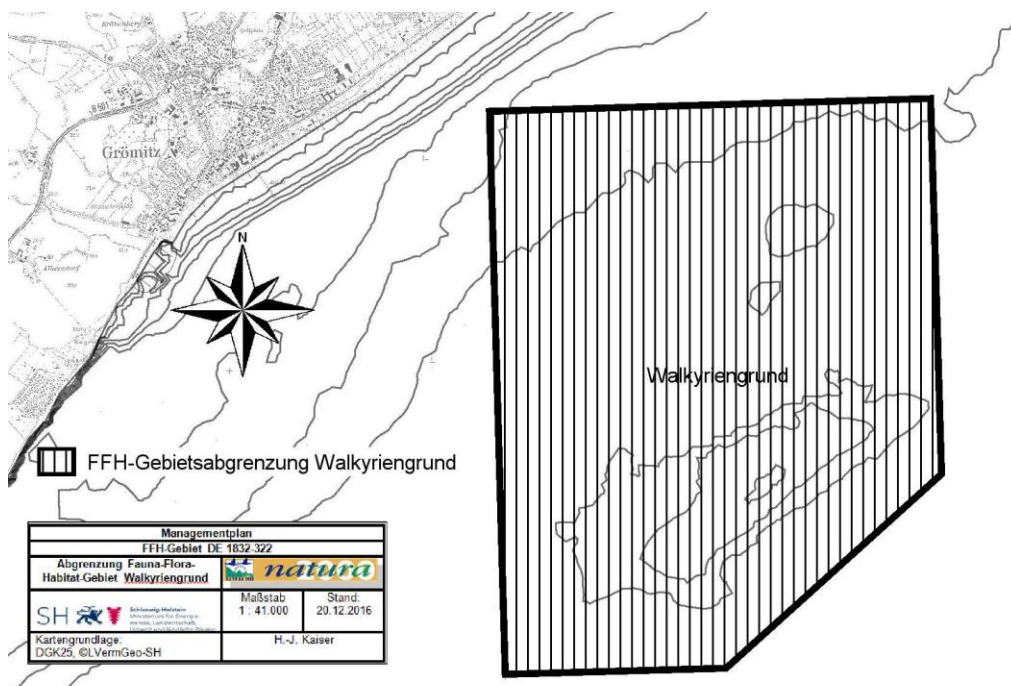 Grömitz
B 501
N
Walkyriengrund
FFH-Gebietsabgrenzung Walkyriengrund
Managementplan
FFH-Gebiet DE 1832-322
Abgrenzung Fauna-Flora-
Habitat-Gebiet Walkyriengrund
natura
Maßstab
1 : 41.000
Stand:
20.12.2016
SH
Schleswig-Holstein
Kartengrundlage:
DGK25, ©LVermGeo-SH
H.-J. Kaiser